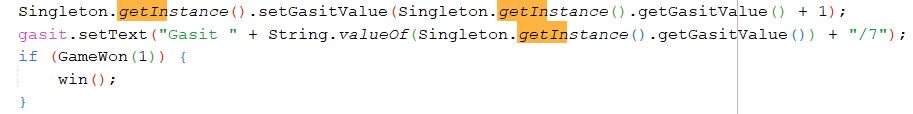 Singleton.getInstance().setGasitValue(Singleton.getInstance().getGasitValue() + 1);
gasit.setText("Gasit " + String.valueOf(Singleton.getInstance().getGasitValue()) + "/7");
if (GameWon(1)) {
    win();
}